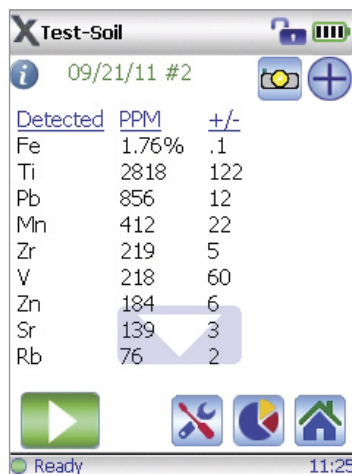 Test-Soil
09/21/11 #2
Detected PPM +/-
Fe 1.76% .1
Ti 2818 122
Pb 856 12
Mn 412 22
Zr 219 5
V 218 60
Zn 184 6
Sr 139 3
Rb 76 2
Ready 11:25